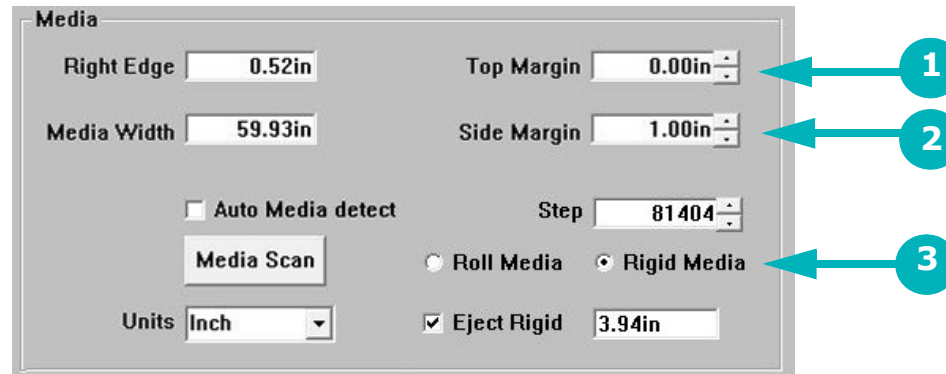 Media
Right Edge 0.52in Top Margin 0.00in 1
Media Width 59.93in Side Margin 1.00in 2
Auto Media detect Step 81404
Media Scan Roll Media Rigid Media 3
Units Inch Eject Rigid 3.94in